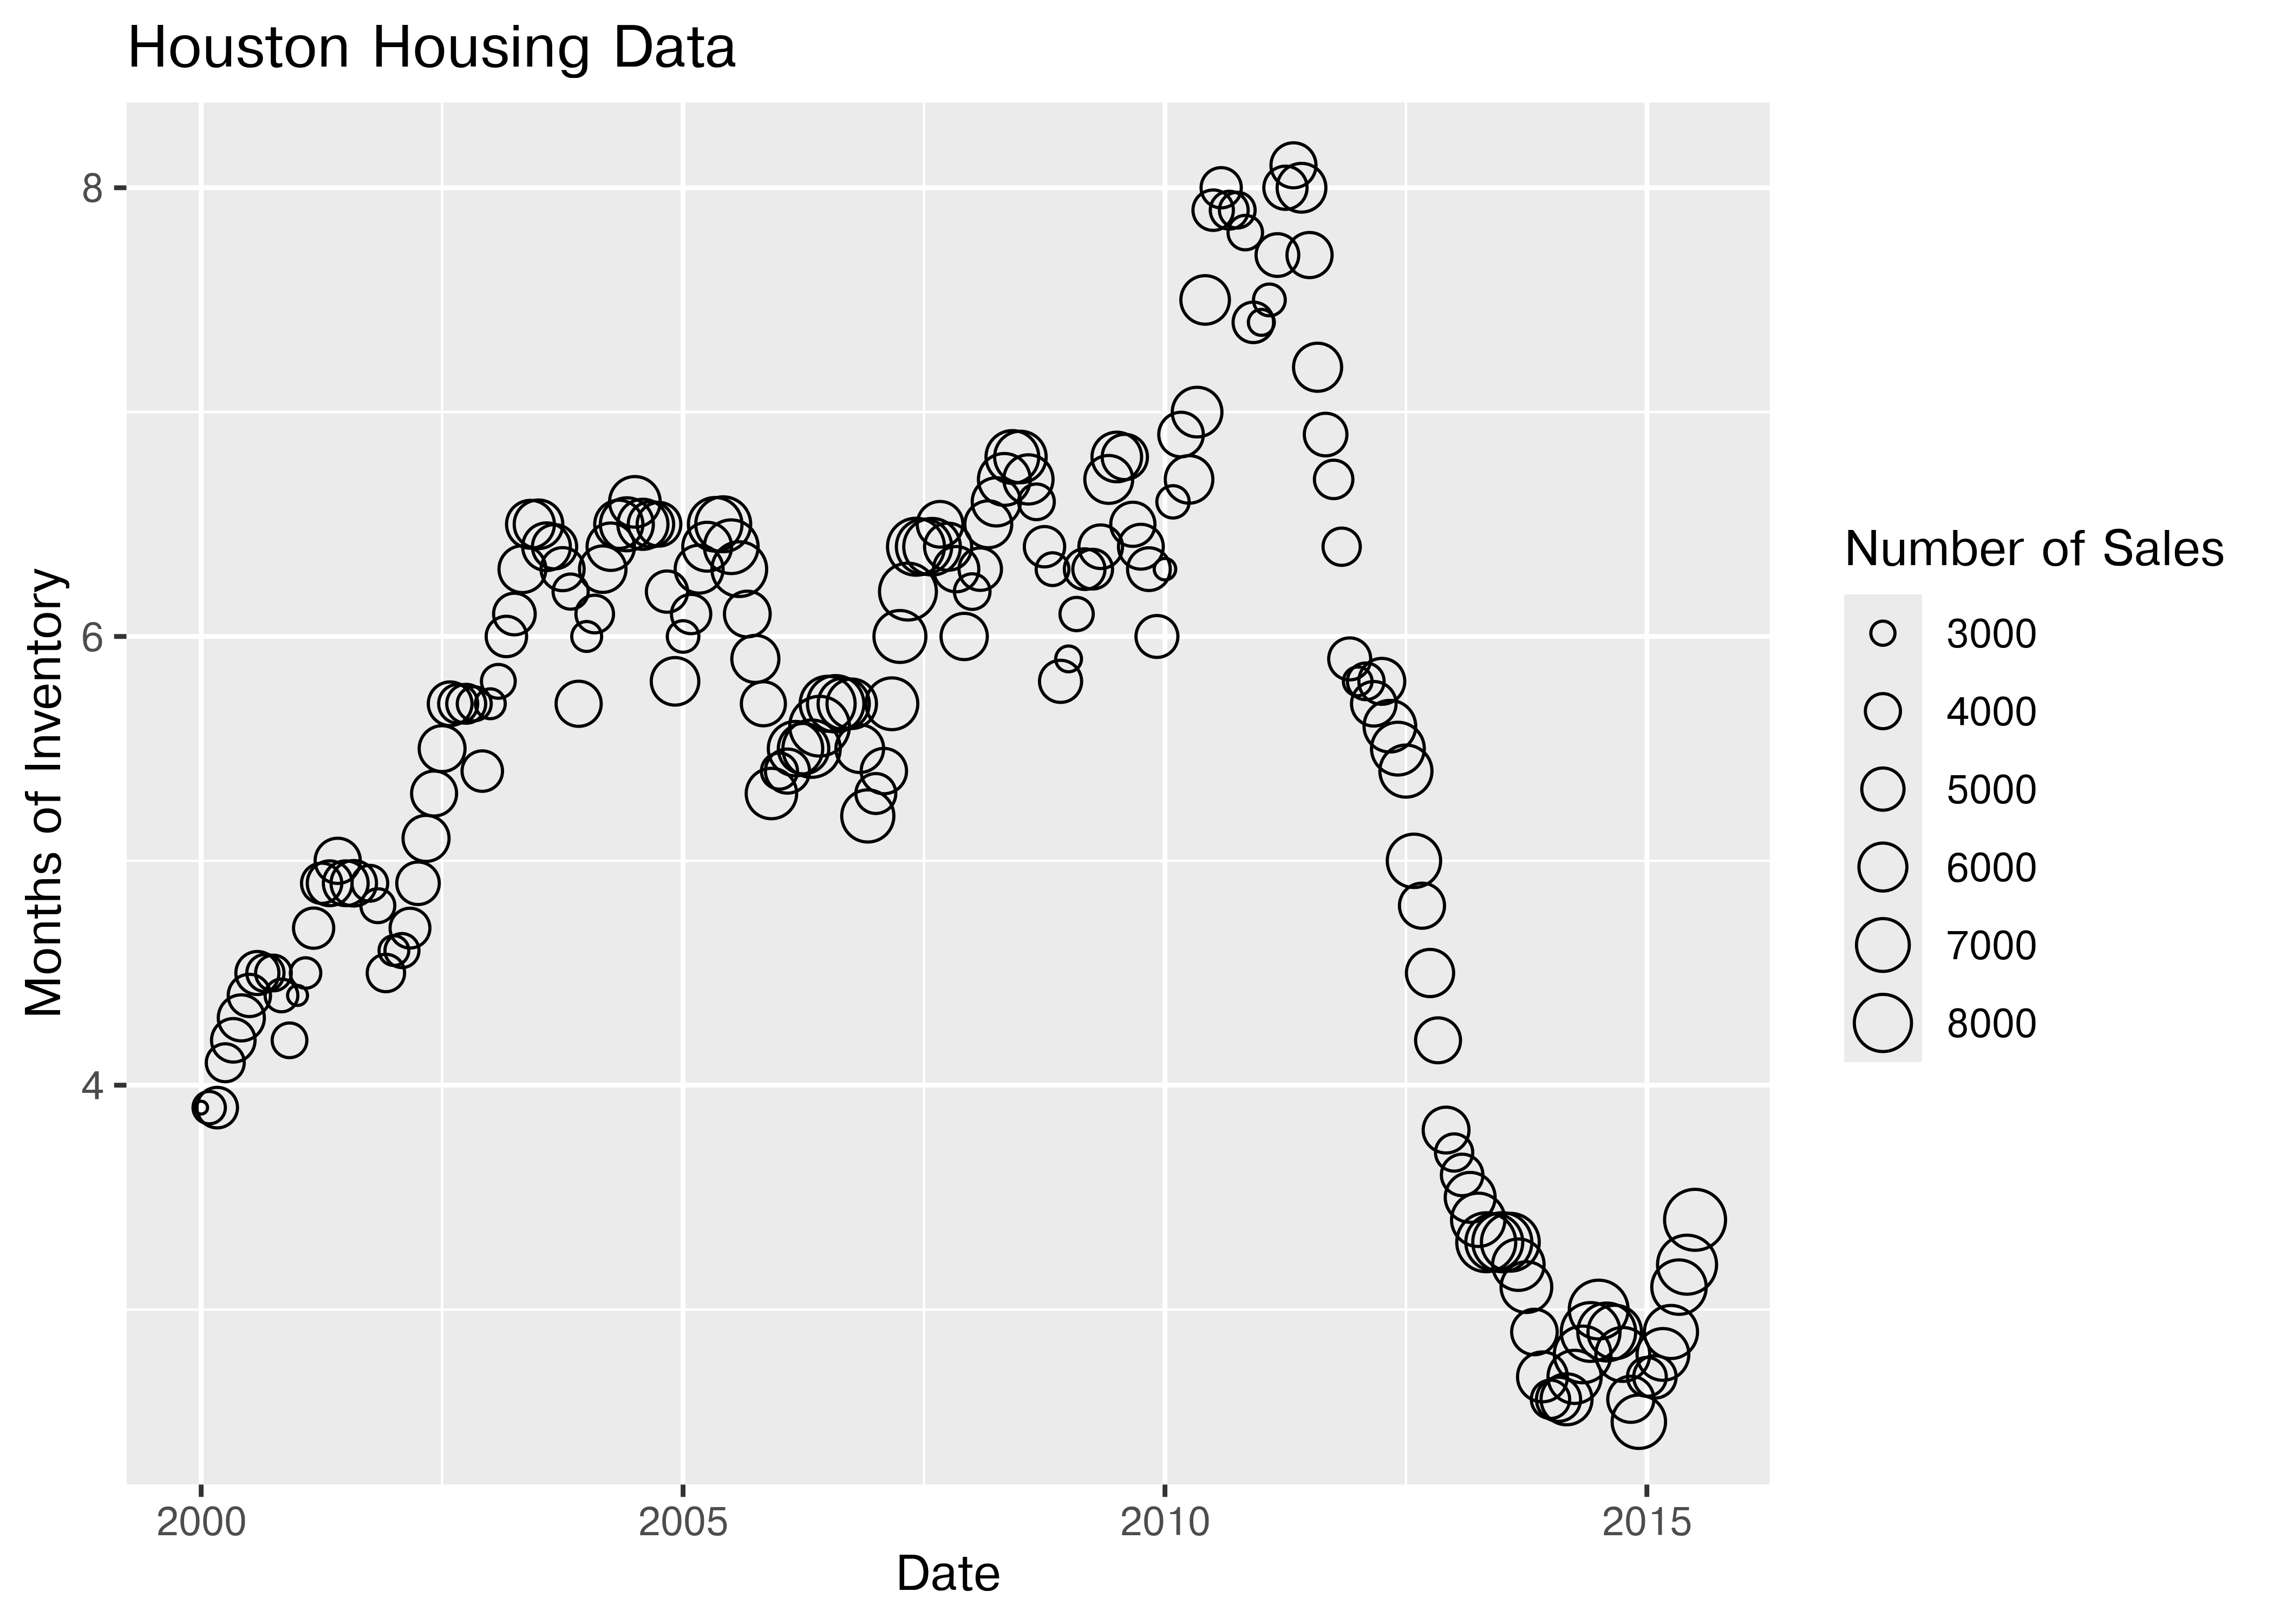 Houston Housing Data
Months of Inventory
8
6
4
2000 2005 2010 2015
Date
Number of Sales
3000
4000
5000
6000
7000
8000